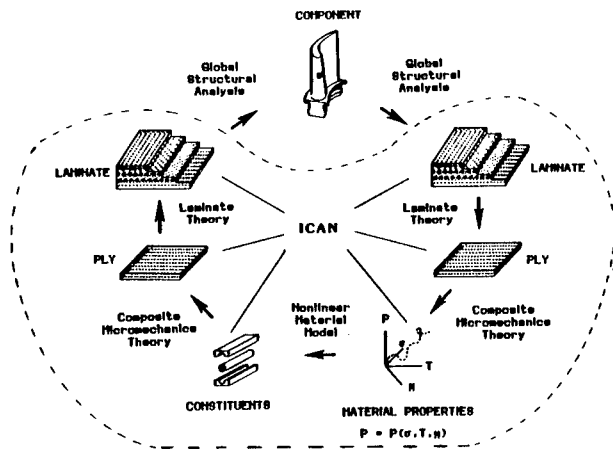 COMPONENT
Global
Structural
Analysis
Global
Structural
Analysis
LAMINATE
LAMINATE
Laminate
Theory
ICAN
Laminate
Theory
PLY
PLY
Composite
Micromechanics
Theory
Nonlinear
Material
Model
Composite
Micromechanics
Theory
P
σ
T
M
CONSTITUENTS
MATERIAL PROPERTIES
P = P(σ,T,M)